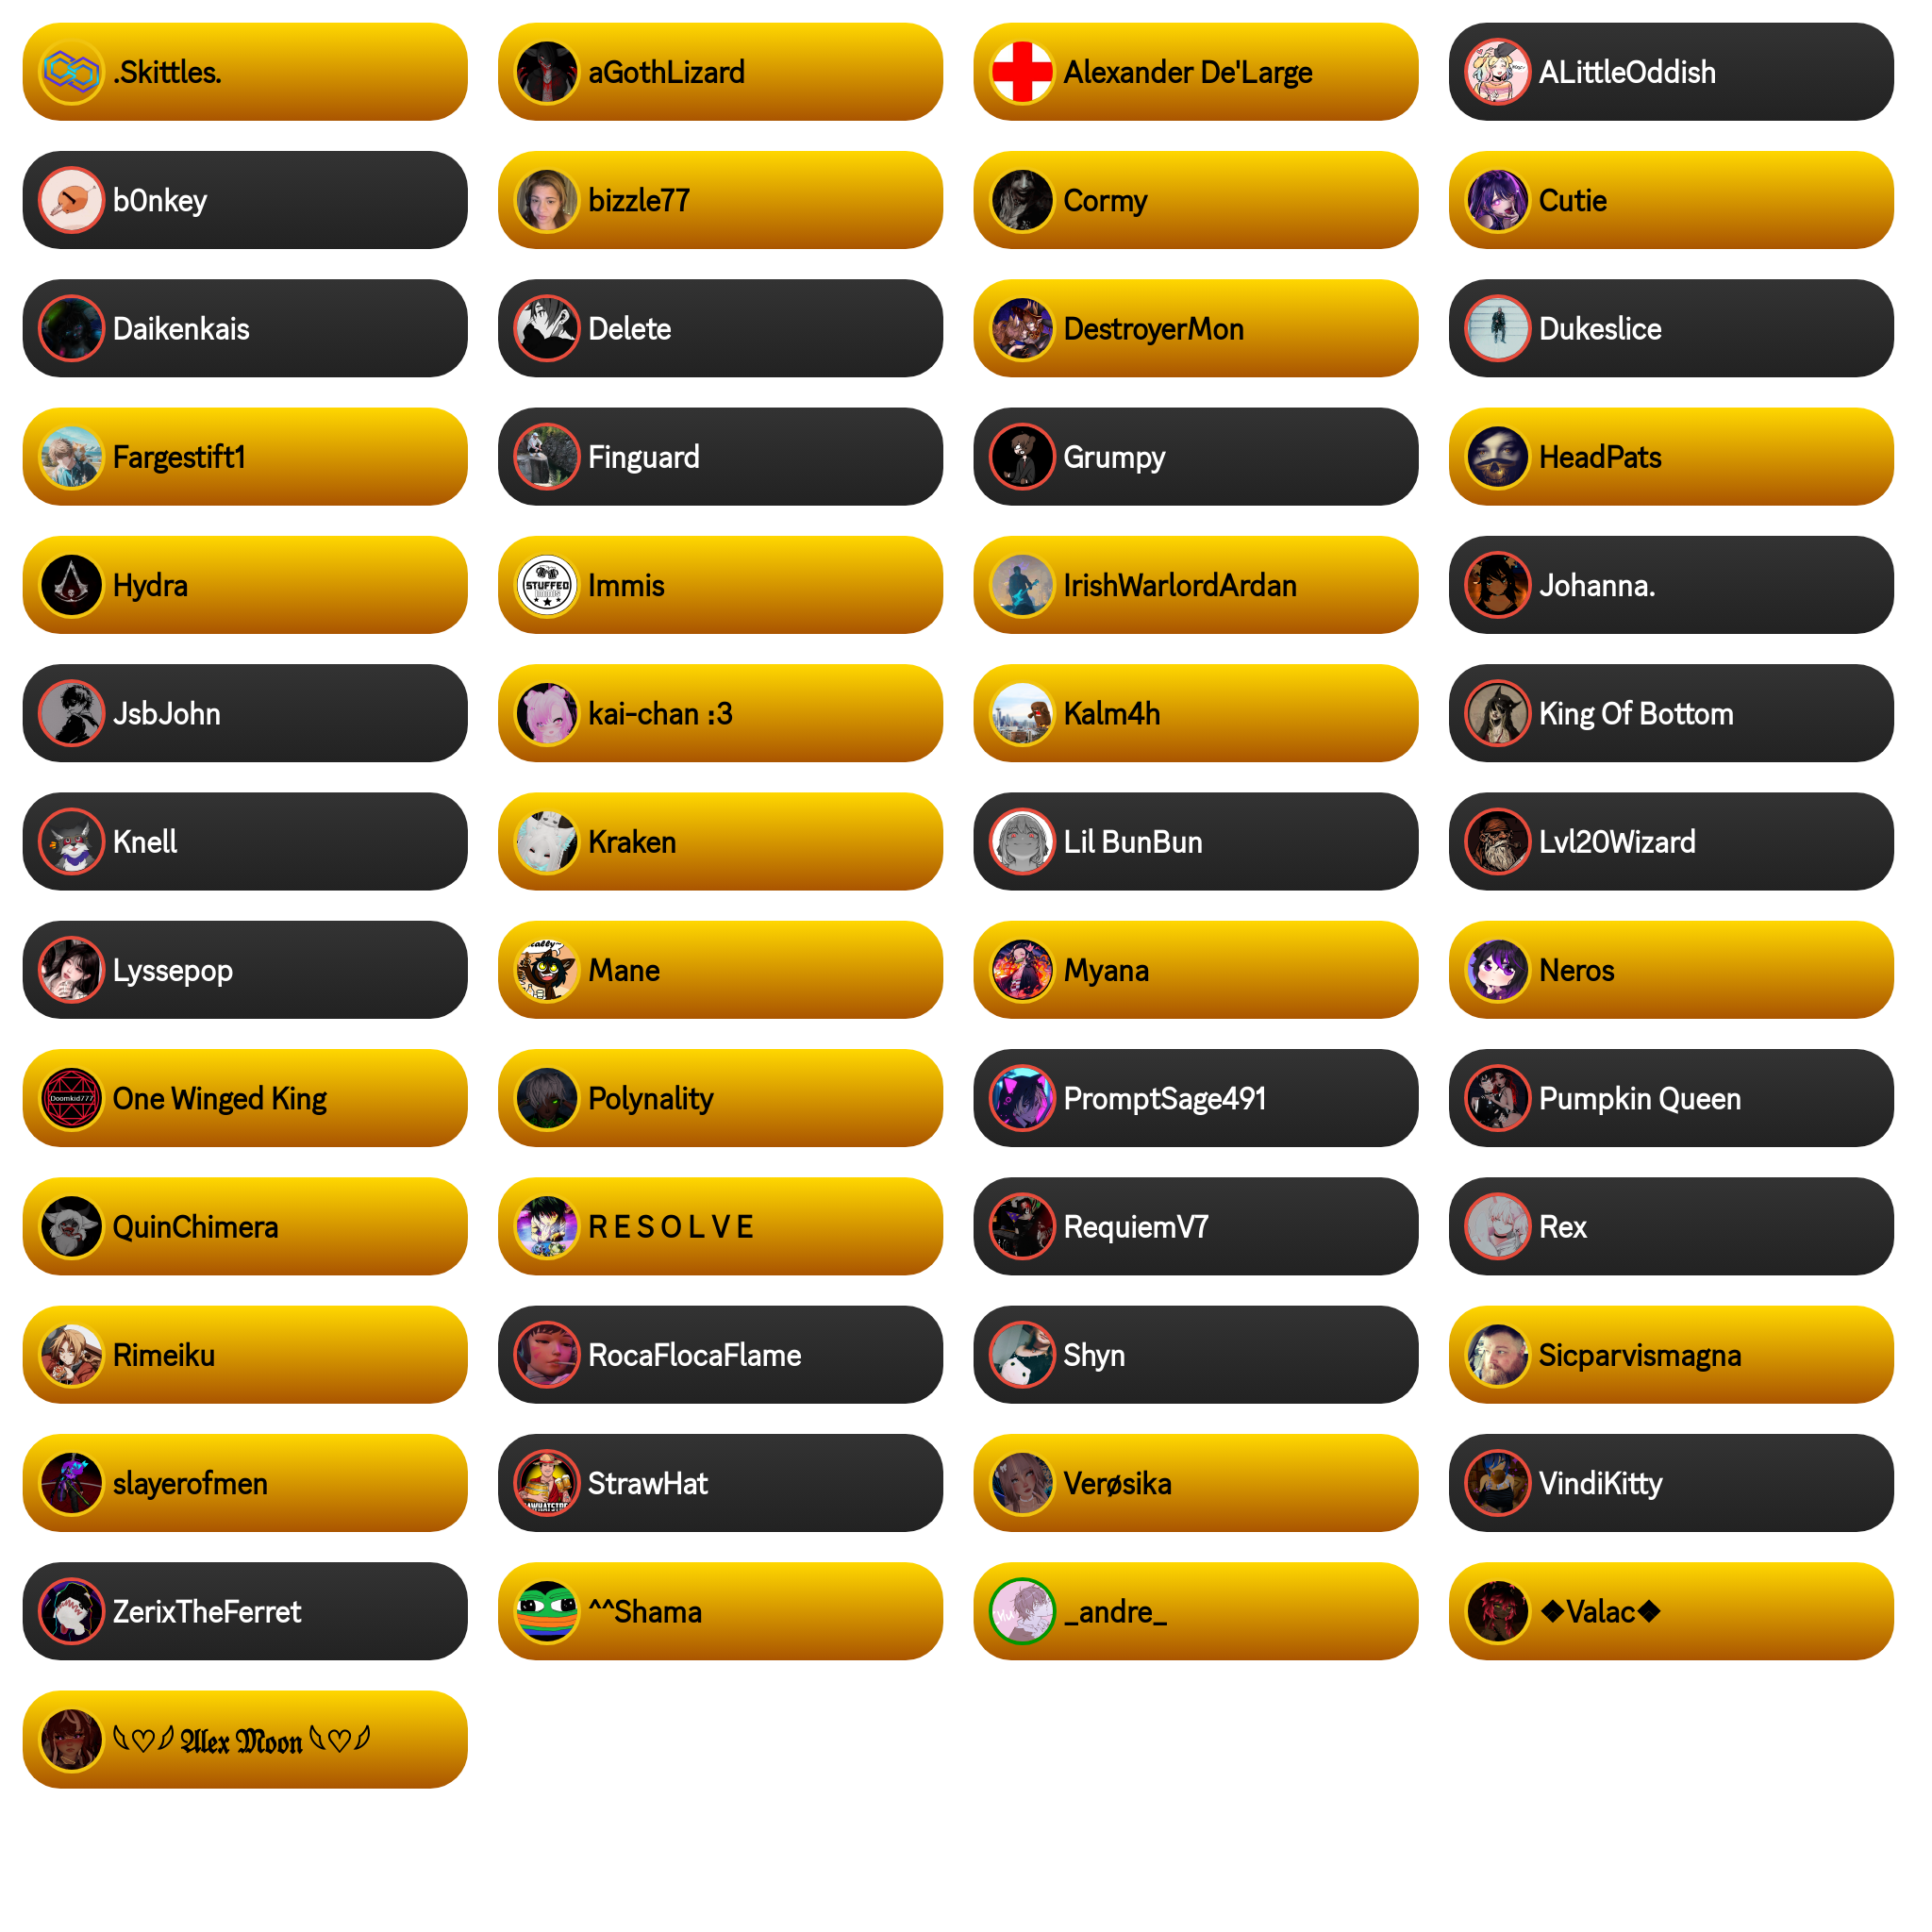 .Skittles.
aGothLizard
Alexander De'Large
ALittleOddish
b0nkey
bizzle77
Cormy
Cutie
Daikenkais
Delete
DestroyerMon
Dukeslice
Fargestift1
Finguard
Grumpy
HeadPats
Hydra
STUFFED
Immis
IrishWarlordArdan
Johanna.
JsbJohn
kai-chan :3
Kalm4h
King Of Bottom
Knell
Kraken
Lil BunBun
Lvl20Wizard
Lyssepop
Mane
Myana
Neros
Doomkid777
One Winged King
Polynality
PromptSage491
Pumpkin Queen
QuinChimera
R E S O L V E
RequiemV7
Rex
Rimeiku
RocaFlocaFlame
Shyn
Sicparvismagna
slayerofmen
StrawHat
Verøsika
VindiKitty
ZerixTheFerret
^^Shama
_andre_
❖Valac❖
𓆩♡𓆪 𝕬𝖑𝖊𝖝 𝕸𝖔𝖔𝖓 𓆩♡𓆪